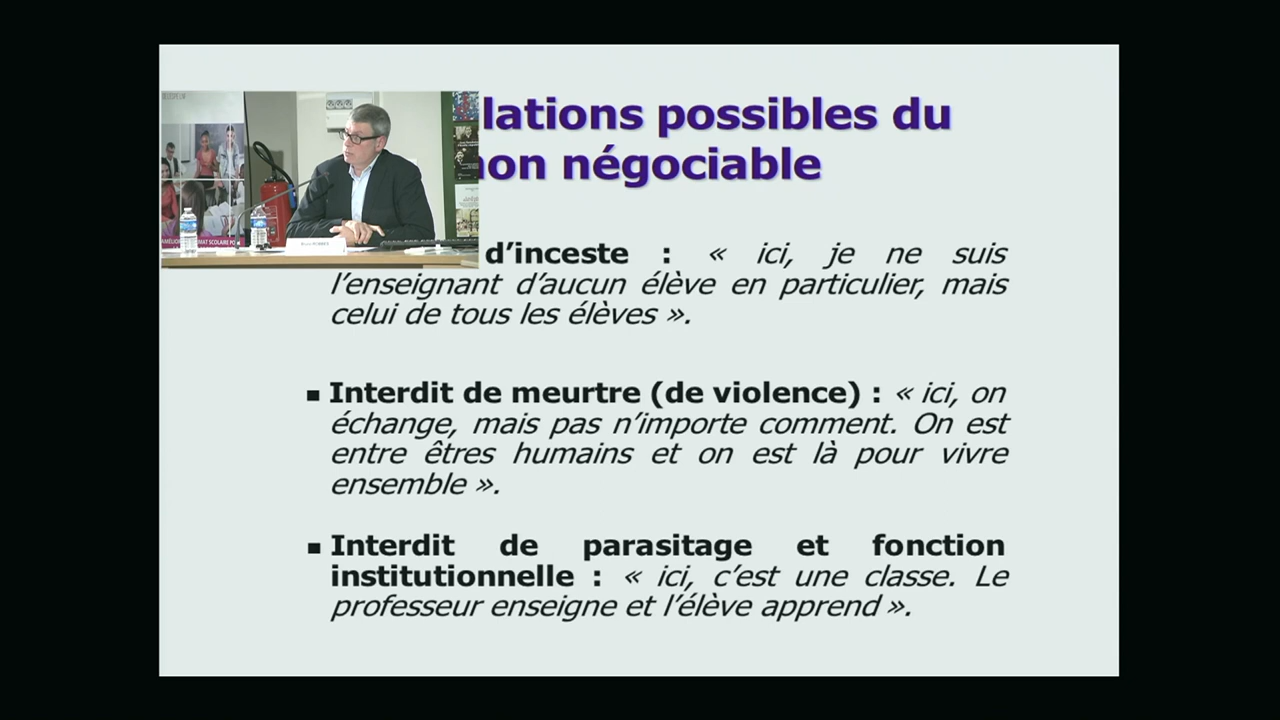 lations possibles du
non négociable
d’inceste : « ici, je ne suis
l’enseignant d’aucun élève en particulier, mais
celui de tous les élèves ».
▪ Interdit de meurtre (de violence) : « ici, on
échange, mais pas n’importe comment. On est
entre êtres humains et on est là pour vivre
ensemble ».
▪ Interdit de parasitage et fonction
institutionnelle : « ici, c’est une classe. Le
professeur enseigne et l’élève apprend ».